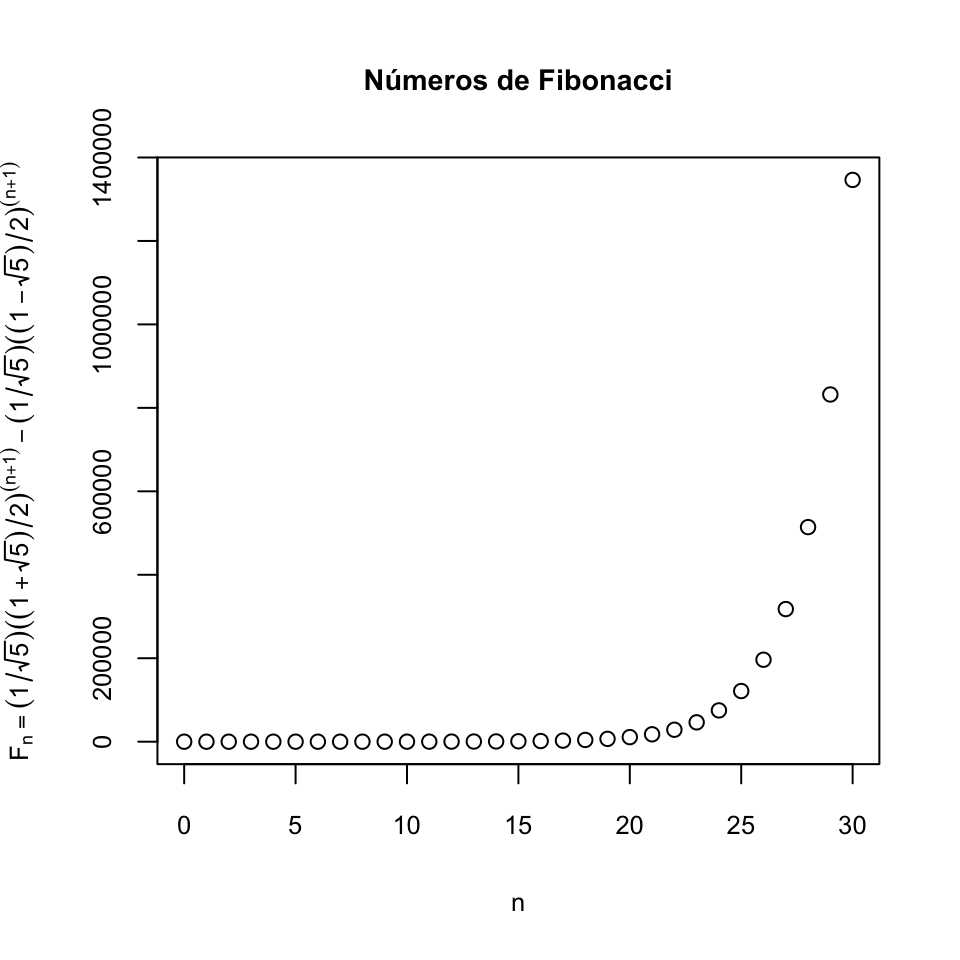 Números de Fibonacci
Fₙ = (1/√5)((1 + √5)/2)⁽ⁿ⁺¹⁾ − (1/√5)((1 − √5)/2)⁽ⁿ⁺¹⁾
1400000
1000000
600000
200000
0
0 5 10 15 20 25 30
n